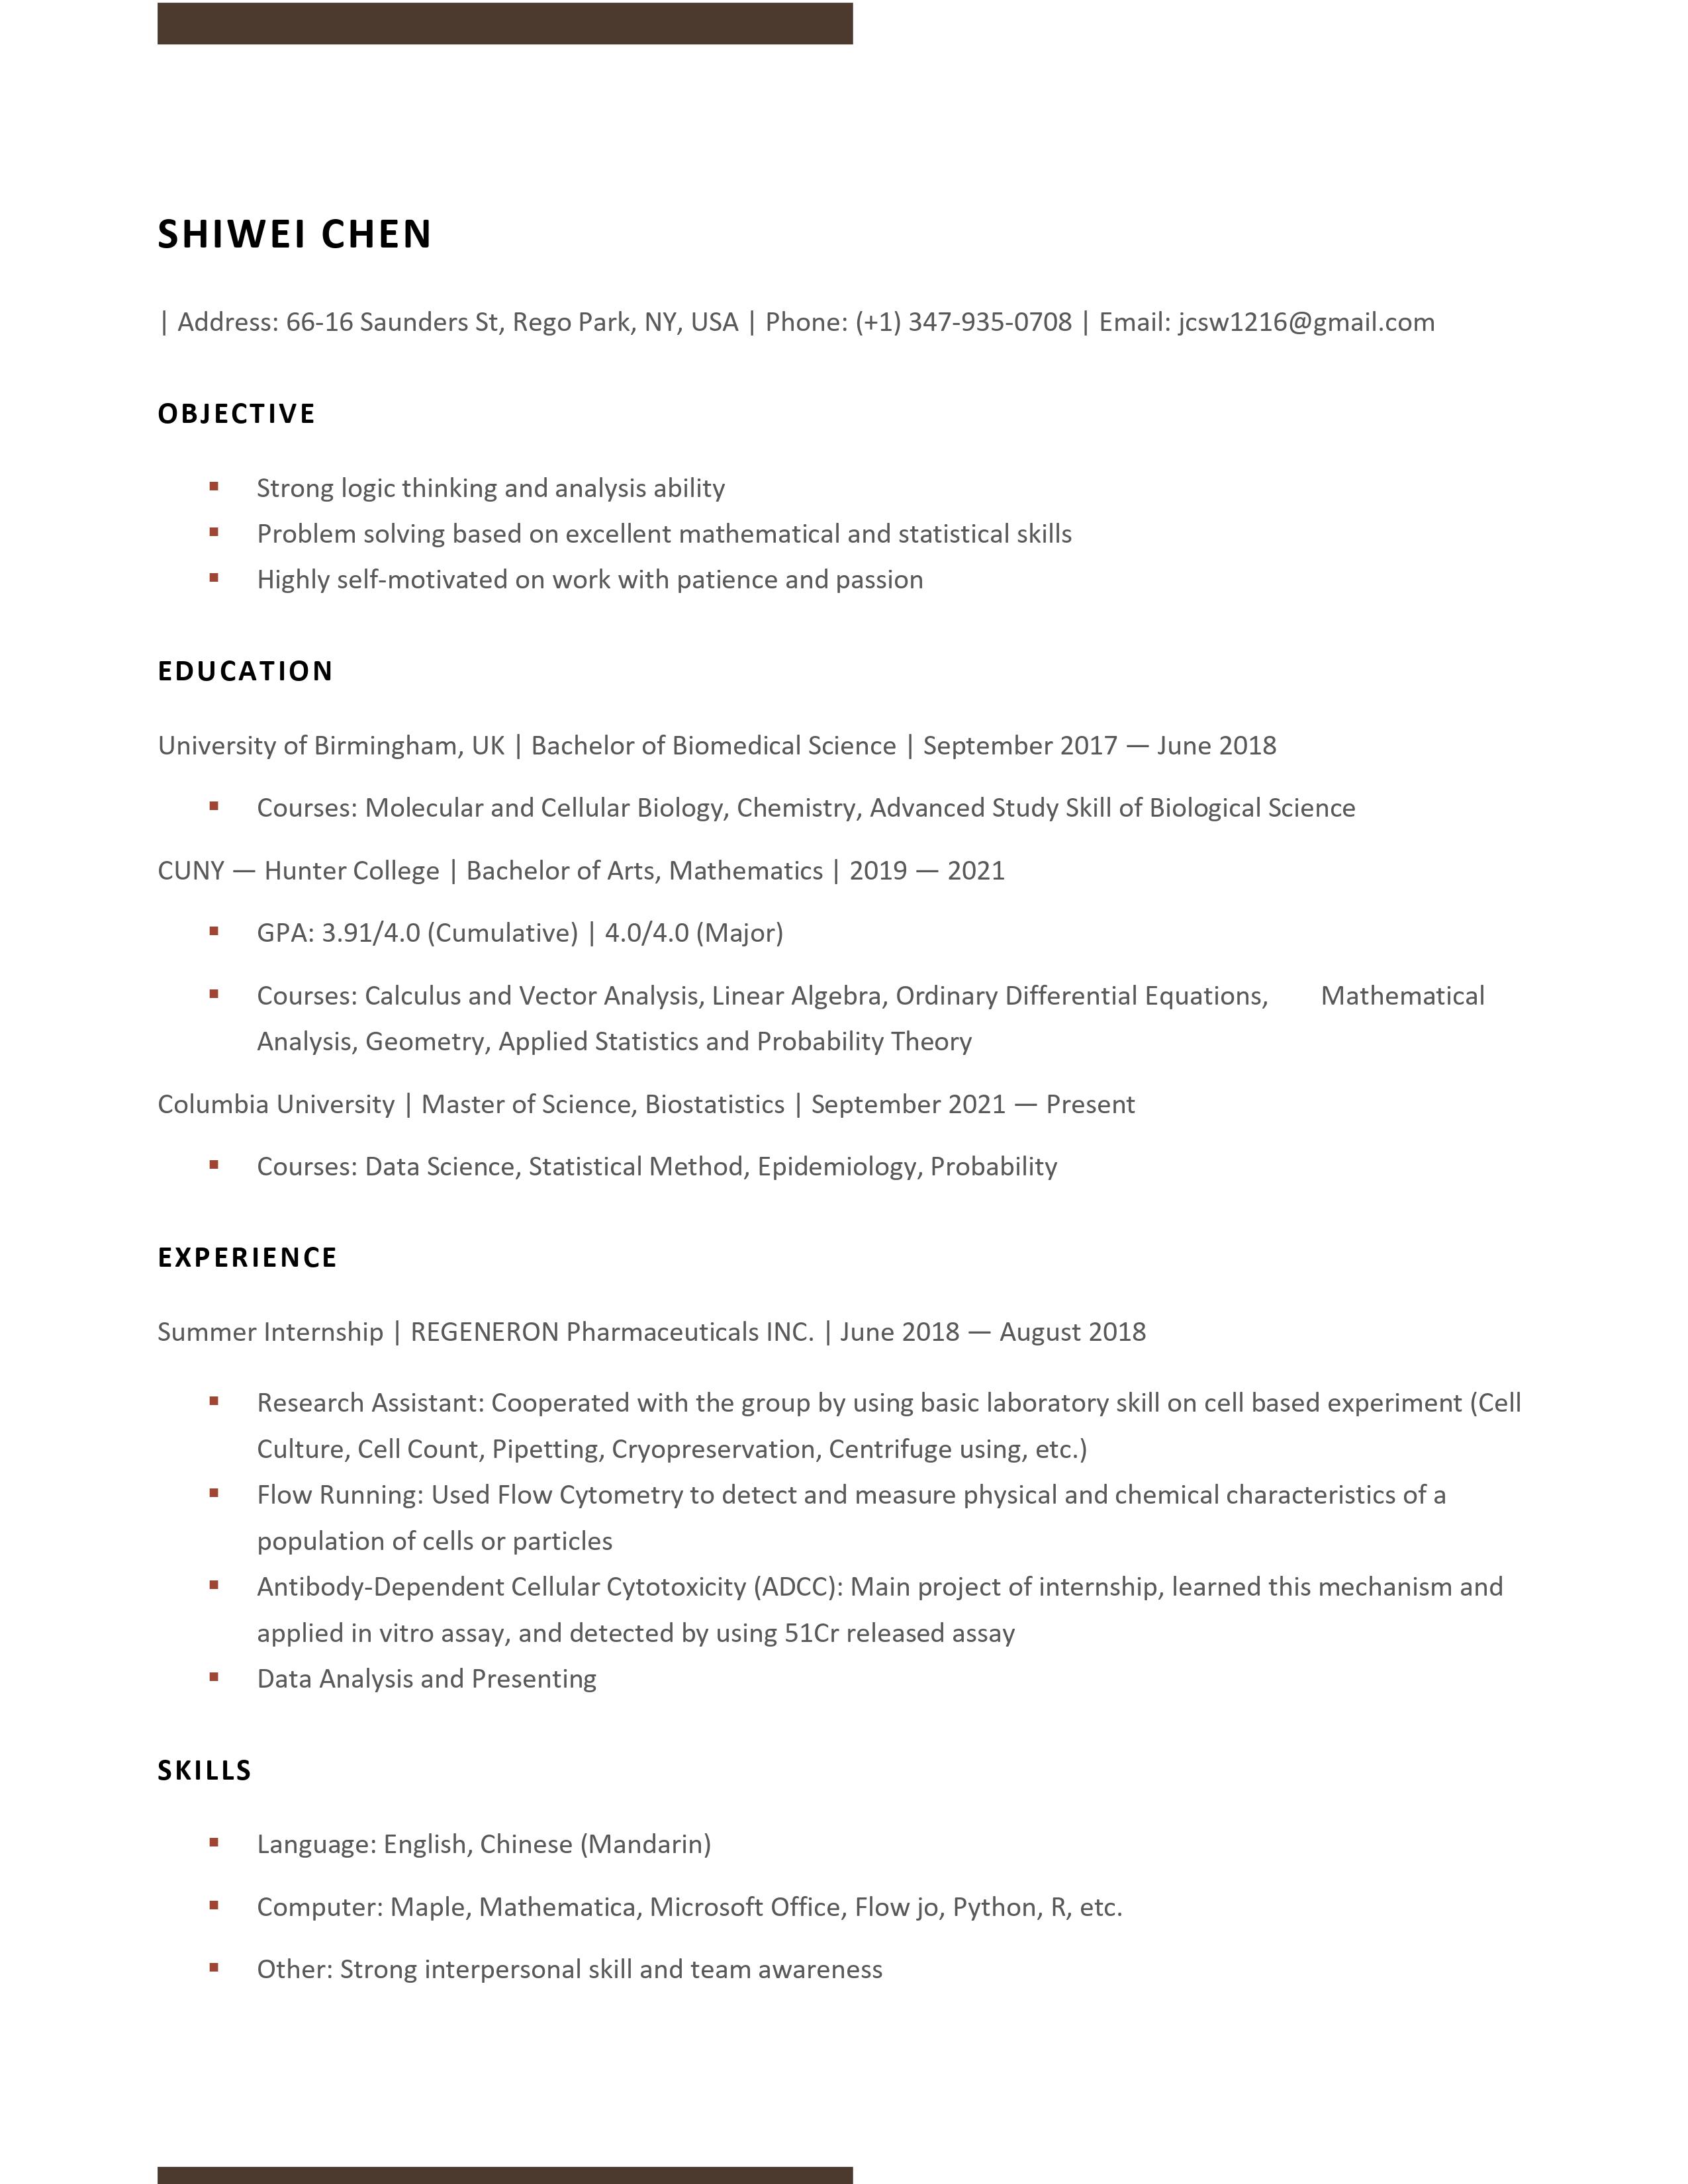 SHIWEI CHEN
| Address: 66-16 Saunders St, Rego Park, NY, USA | Phone: (+1) 347-935-0708 | Email: jcsw1216@gmail.com
OBJECTIVE
▪ Strong logic thinking and analysis ability
▪ Problem solving based on excellent mathematical and statistical skills
▪ Highly self-motivated on work with patience and passion
EDUCATION
University of Birmingham, UK | Bachelor of Biomedical Science | September 2017 — June 2018
▪ Courses: Molecular and Cellular Biology, Chemistry, Advanced Study Skill of Biological Science
CUNY — Hunter College | Bachelor of Arts, Mathematics | 2019 — 2021
▪ GPA: 3.91/4.0 (Cumulative) | 4.0/4.0 (Major)
▪ Courses: Calculus and Vector Analysis, Linear Algebra, Ordinary Differential Equations, Mathematical
Analysis, Geometry, Applied Statistics and Probability Theory
Columbia University | Master of Science, Biostatistics | September 2021 — Present
▪ Courses: Data Science, Statistical Method, Epidemiology, Probability
EXPERIENCE
Summer Internship | REGENERON Pharmaceuticals INC. | June 2018 — August 2018
▪ Research Assistant: Cooperated with the group by using basic laboratory skill on cell based experiment (Cell
Culture, Cell Count, Pipetting, Cryopreservation, Centrifuge using, etc.)
▪ Flow Running: Used Flow Cytometry to detect and measure physical and chemical characteristics of a
population of cells or particles
▪ Antibody-Dependent Cellular Cytotoxicity (ADCC): Main project of internship, learned this mechanism and
applied in vitro assay, and detected by using 51Cr released assay
▪ Data Analysis and Presenting
SKILLS
▪ Language: English, Chinese (Mandarin)
▪ Computer: Maple, Mathematica, Microsoft Office, Flow jo, Python, R, etc.
▪ Other: Strong interpersonal skill and team awareness